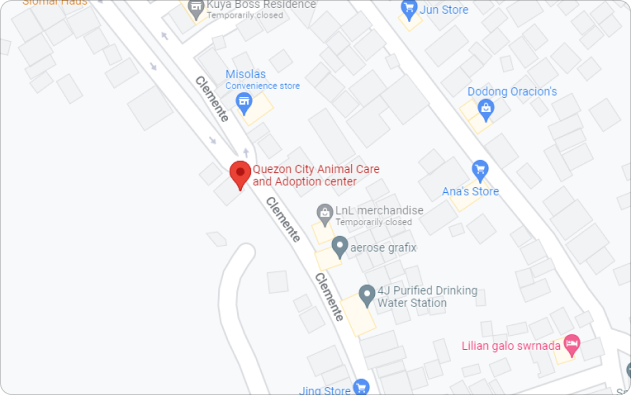 Siomai Haus
Kuya Boss Residence
Temporarily closed
Jun Store
Misolas
Convenience store
Clemente
Dodong Oracion's
Quezon City Animal Care
and Adoption center
Ana's Store
Clemente
LnL merchandise
Temporarily closed
aerose grafix
Clemente
4J Purified Drinking
Water Station
Lilian galo swrnada
Jing Store